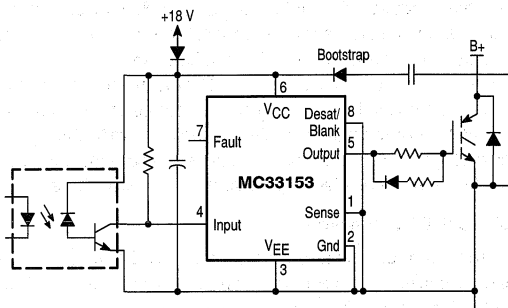 +18 V
B+
Bootstrap
6
VCC
Desat/
Blank
8
7
Fault
Output
5
MC33153
4
Input
Sense
1
VEE
Gnd
2
3